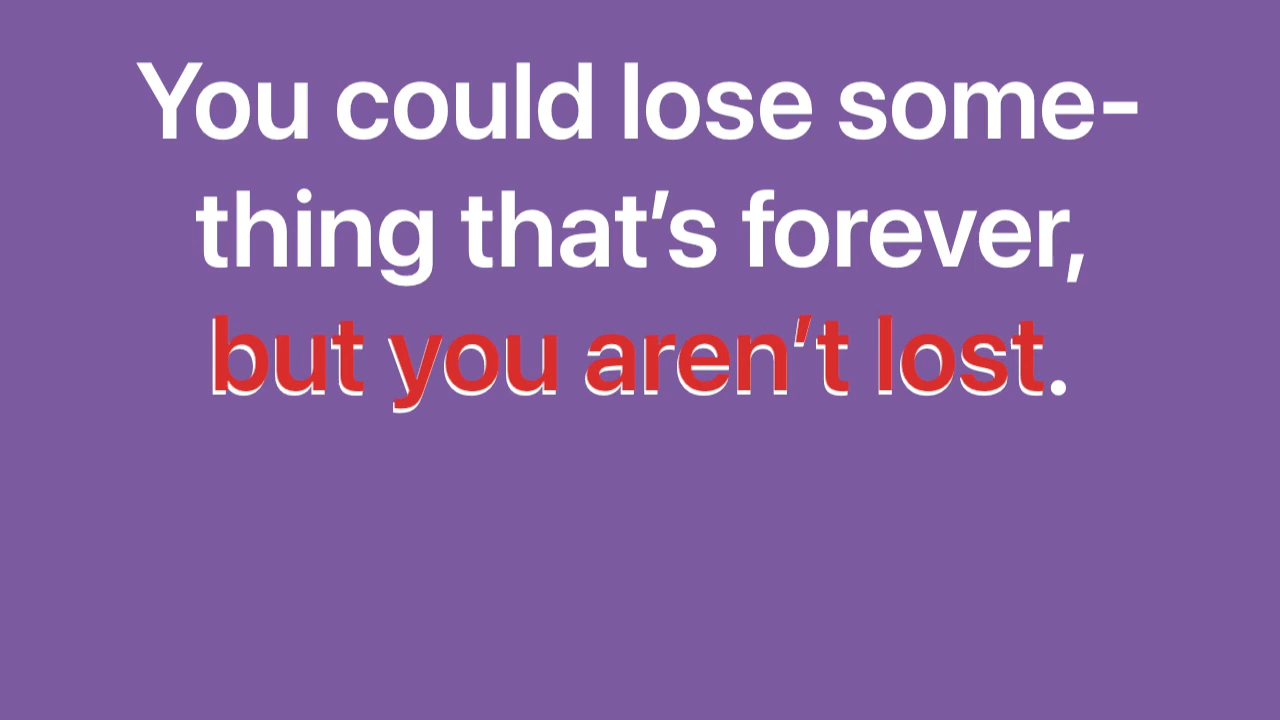 You could lose some-
thing that’s forever,
but you aren’t lost.